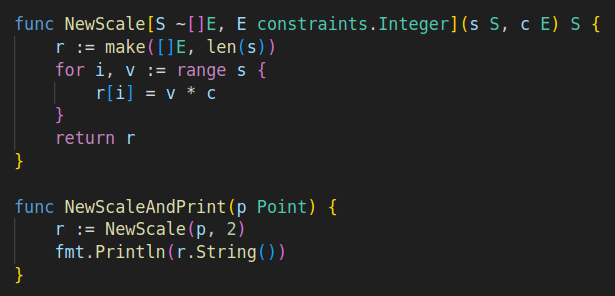 func NewScale[S ~[]E, E constraints.Integer](s S, c E) S {
    r := make([]E, len(s))
    for i, v := range s {
        r[i] = v * c
    }
    return r
}

func NewScaleAndPrint(p Point) {
    r := NewScale(p, 2)
    fmt.Println(r.String())
}